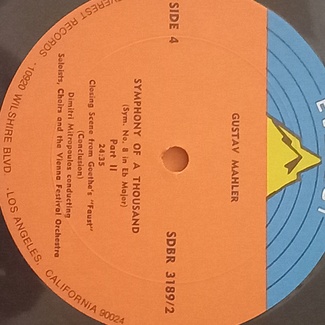 GUSTAV MAHLER
SIDE 4
SDBR 3189/2
SYMPHONY OF A THOUSAND
(Sym. No. 8 in Eb Major)
Part II
Closing Scene from Goethe's "Faust"
24:35
(Conclusion)
Dimitri Mitropoulos conducting
Soloists, Choirs and the Vienna Festival Orchestra
EVEREST RECORDS · 10920 WILSHIRE BLVD. · LOS ANGELES, CALIFORNIA 90024